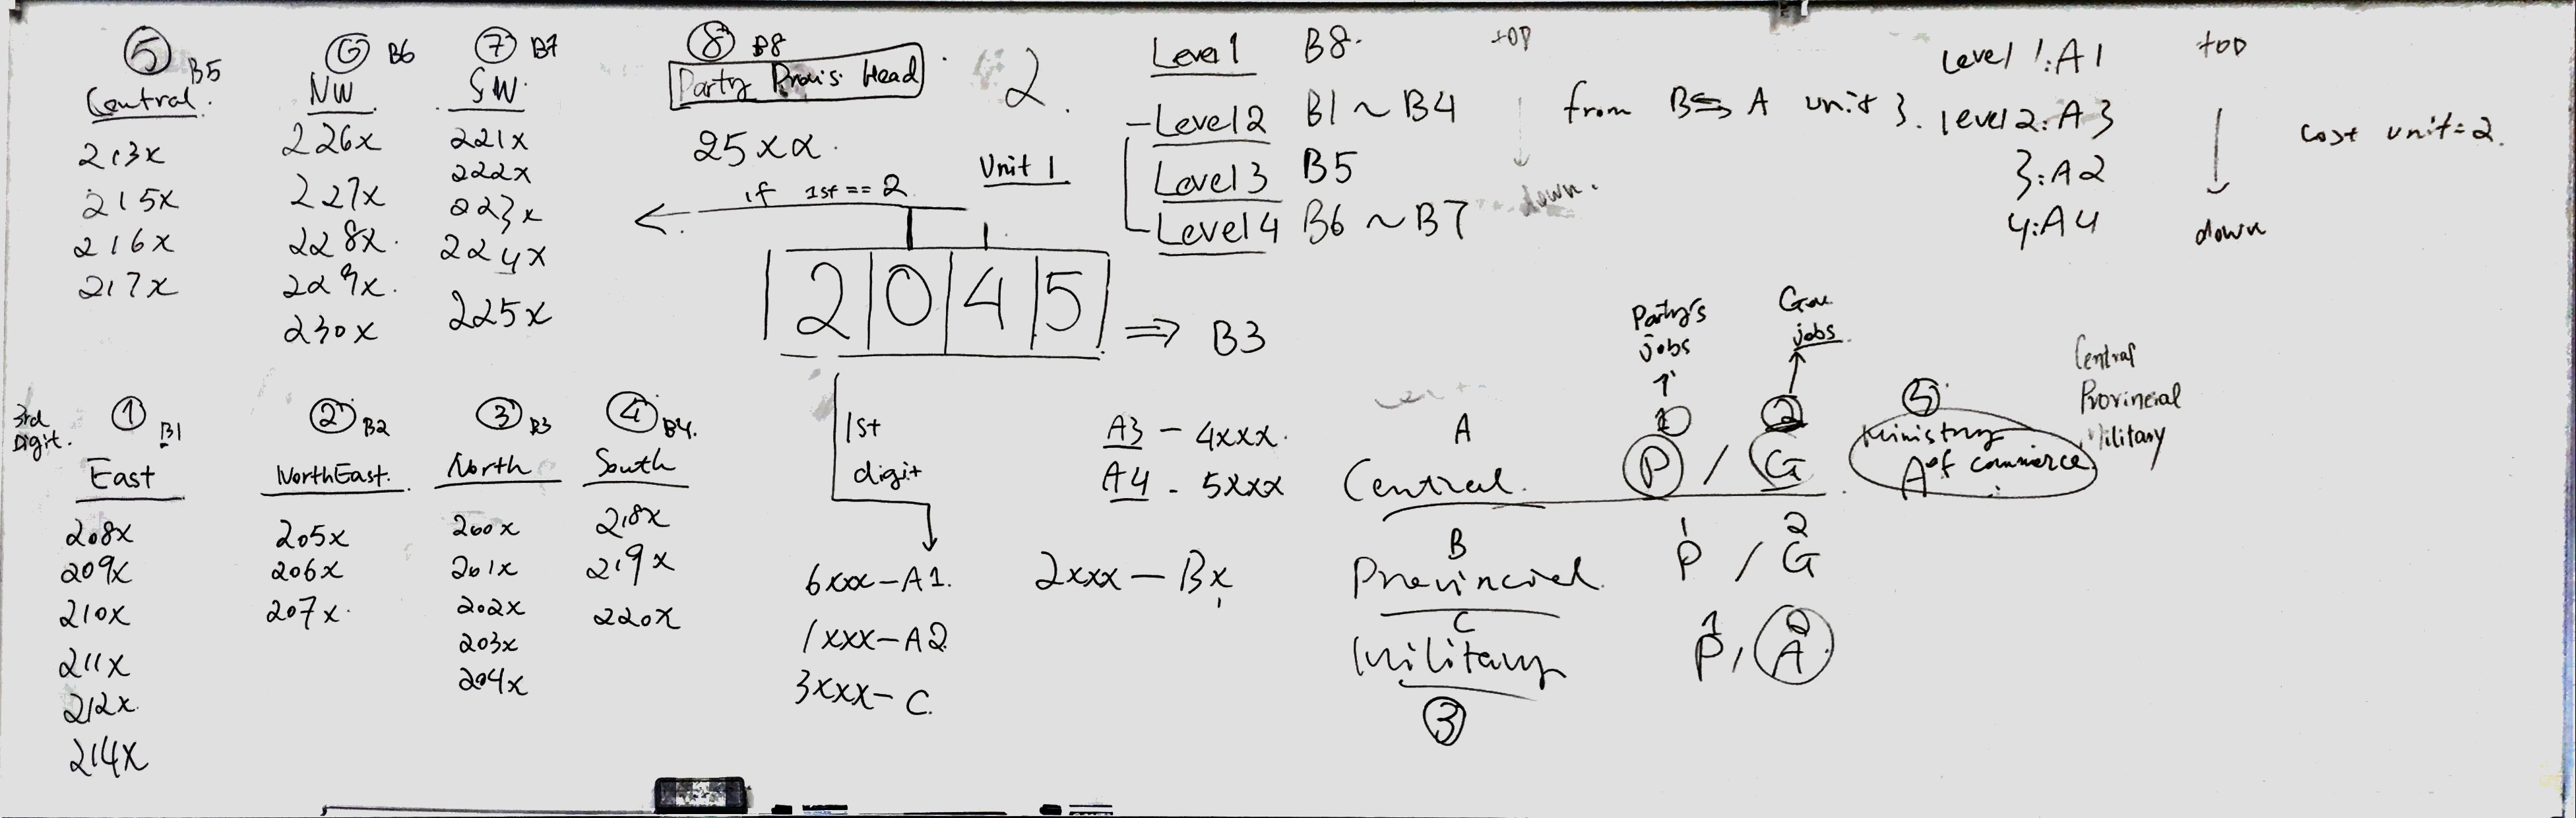 5 B5
Central.
213x
215x
216x
217x
6 B6
NW
226x
227x
228x.
229x.
230x
7 B7
SW
221x
222x
223x
224x
225x
8 B8
Party Head
25xx.
2.
Unit 1
if 1st == 2
2045
⇒ B3
Level 1 B8.
Level 2 B1 ~ B4
Level 3 B5
Level 4 B6 ~ B7
top
down.
from B⇆A unit 3.
Level 1:A1
level 2:A3
3:A2
4:A4
top
down
cost unit=2.
3rd
Digit.
1 B1
East
208x
209x
210x
211x
212x.
214x
2 B2
NorthEast.
205x
206x
207x.
3 B3
North
200x
201x
202x
203x
204x
4 B4.
South
218x
219x
220x
1st
digit
6xxx-A1.
1xxx-A2
3xxx-C.
A3 - 4xxx.
A4 - 5xxx
2xxx - Bx
A
Central.
B
Provincial.
C
Military
3
Party's
jobs
1
P / G
Gov
jobs
2
1 2
P / G
1 2
P, A
Ministry
of commerce
A
Central
Provincial
Military